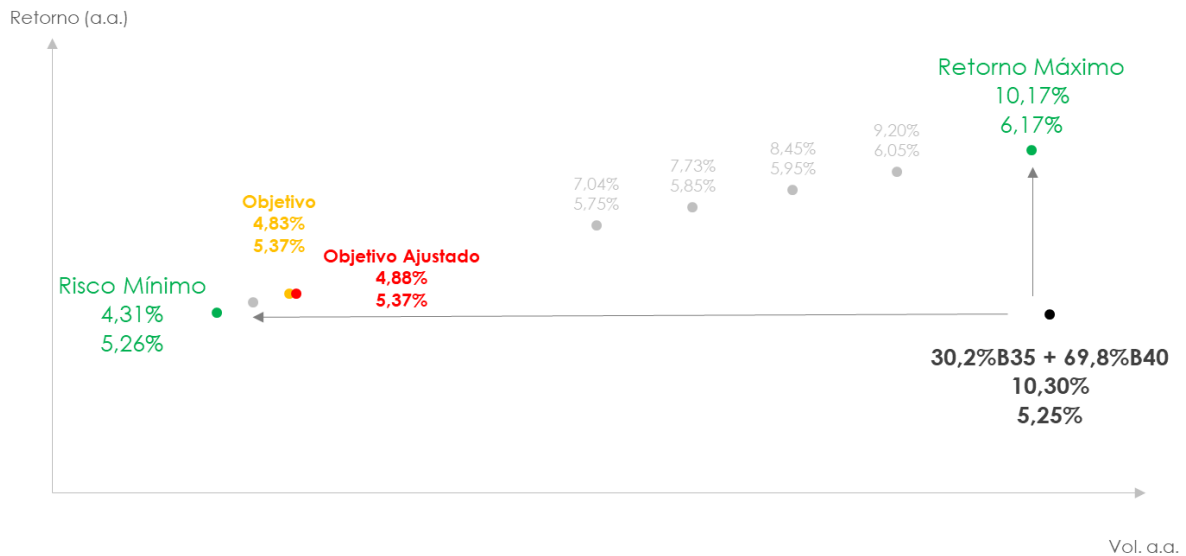 Retorno (a.a.)
Retorno Máximo
10,17%
6,17%
9,20%
6,05%
8,45%
5,95%
7,73%
5,85%
7,04%
5,75%
Objetivo
4,83%
5,37%
Objetivo Ajustado
4,88%
5,37%
Risco Mínimo
4,31%
5,26%
30,2%B35 + 69,8%B40
10,30%
5,25%
Vol. a.a.